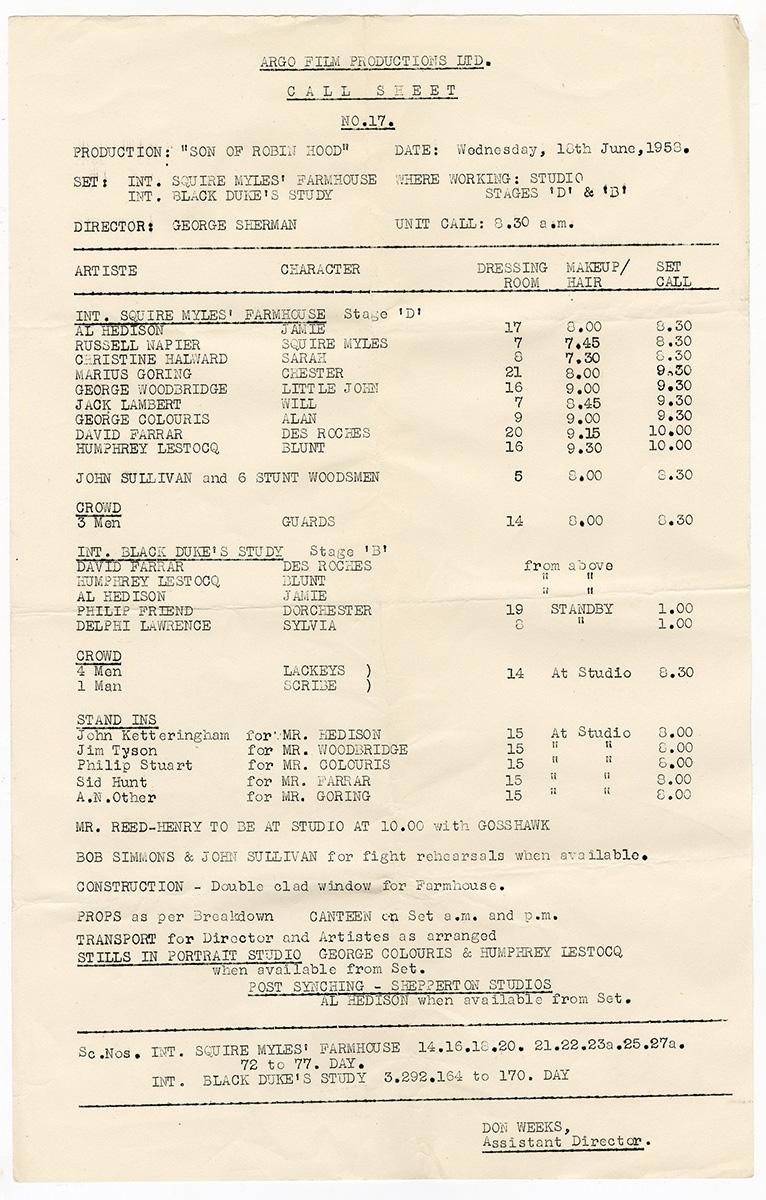 ARGO FILM PRODUCTIONS LTD.
CALL SHEET
NO.17.
PRODUCTION: "SON OF ROBIN HOOD" DATE: Wednesday, 18th June,1958.
SET: INT. SQUIRE MYLES' FARMHOUSE WHERE WORKING: STUDIO
INT. BLACK DUKE'S STUDY STAGES 'D' & 'B'
DIRECTOR: GEORGE SHERMAN UNIT CALL: 8.30 a.m.
ARTISTE CHARACTER DRESSING MAKEUP/ SET
ROOM HAIR CALL
INT. SQUIRE MYLES' FARMHOUSE Stage 'D'
AL HEDISON JAMIE 17 8.00 8.30
RUSSELL NAPIER SQUIRE MYLES 7 7.45 8.30
CHRISTINE HALWARD SARAH 8 7.30 8.30
MARIUS GORING CHESTER 21 8.00 9.30
GEORGE WOODBRIDGE LITTLE JOHN 16 9.00 9.30
JACK LAMBERT WILL 7 8.45 9.30
GEORGE COLOURIS ALAN 9 9.00 9.30
DAVID FARRAR DES ROCHES 20 9.15 10.00
HUMPHREY LESTOCQ BLUNT 16 9.30 10.00
JOHN SULLIVAN and 6 STUNT WOODSMEN 5 8.00 8.30
CROWD
3 Men GUARDS 14 8.00 8.30
INT. BLACK DUKE'S STUDY Stage 'B'
DAVID FARRAR DES ROCHES from above
HUMPHREY LESTOCQ BLUNT " "
AL HEDISON JAMIE " "
PHILIP FRIEND DORCHESTER 19 STANDBY 1.00
DELPHI LAWRENCE SYLVIA 8 " 1.00
CROWD
4 Men LACKEYS ) 14 At Studio 8.30
1 Man SCRIBE )
STAND INS
John Ketteringham for MR. HEDISON 15 At Studio 8.00
Jim Tyson for MR. WOODBRIDGE 15 " " 8.00
Philip Stuart for MR. COLOURIS 15 " " 8.00
Sid Hunt for MR. FARRAR 15 " " 8.00
A.N.Other for MR. GORING 15 " " 8.00
MR. REED-HENRY TO BE AT STUDIO AT 10.00 with GOSSHAWK
BOB SIMMONS & JOHN SULLIVAN for fight rehearsals when available.
CONSTRUCTION - Double clad window for Farmhouse.
PROPS as per Breakdown CANTEEN on Set a.m. and p.m.
TRANSPORT for Director and Artistes as arranged
STILLS IN PORTRAIT STUDIO GEORGE COLOURIS & HUMPHREY LESTOCQ
when available from Set.
POST SYNCHING - SHEPPERTON STUDIOS
AL HEDISON when available from Set.
Sc.Nos. INT. SQUIRE MYLES' FARMHOUSE 14.16.18.20. 21.22.23a.25.27a.
72 to 77. DAY.
INT. BLACK DUKE'S STUDY 3.292.164 to 170. DAY
DON WEEKS,
Assistant Director.